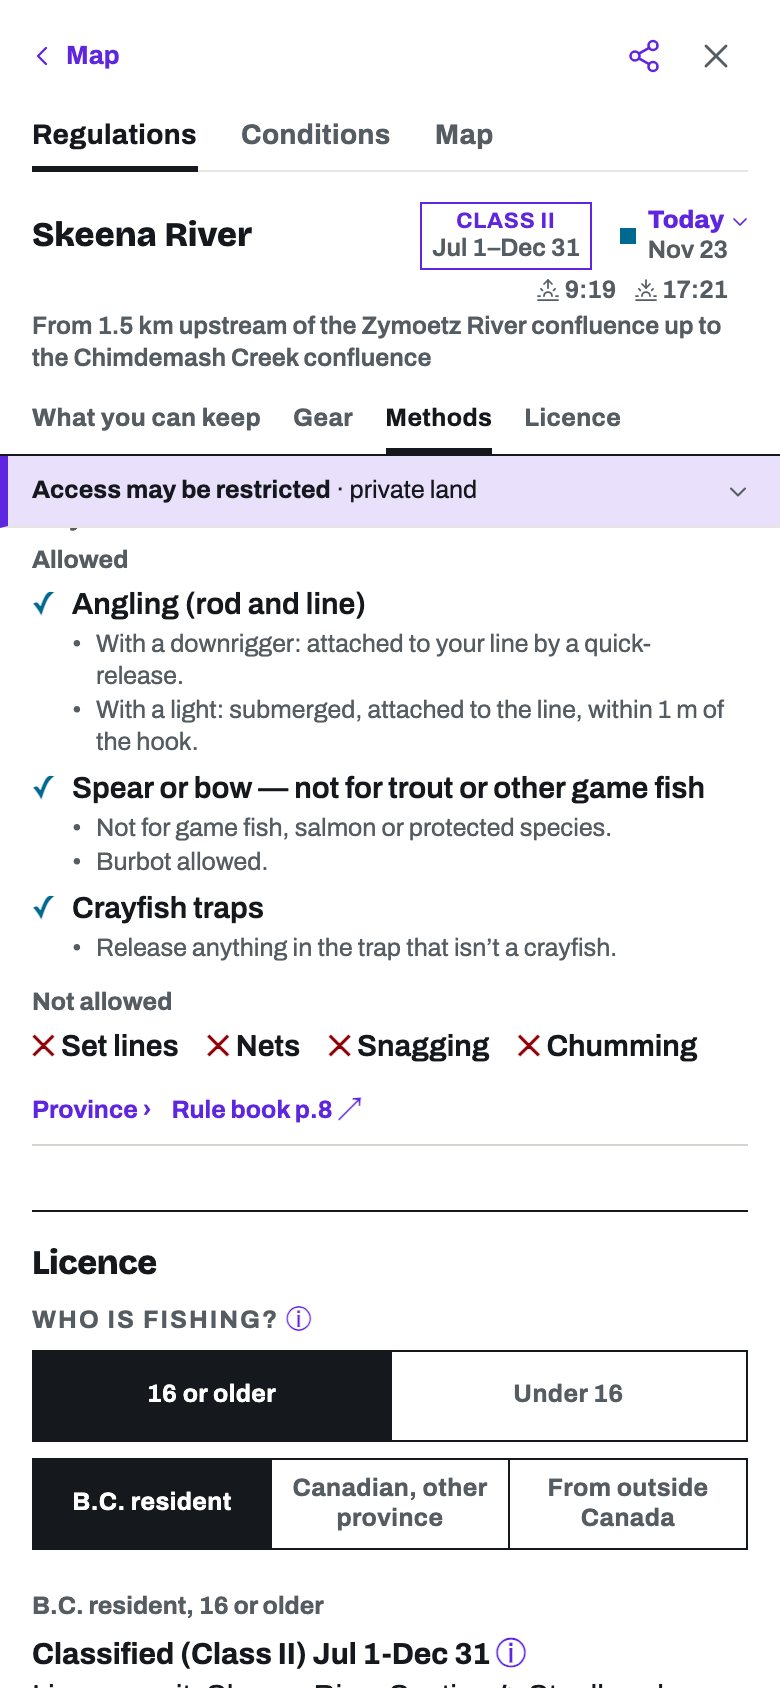 Map
Regulations Conditions Map
Skeena River
CLASS II
Jul 1–Dec 31
Today
Nov 23
9:19 17:21
From 1.5 km upstream of the Zymoetz River confluence up to
the Chimdemash Creek confluence
What you can keep Gear Methods Licence
Access may be restricted · private land
Allowed
✓ Angling (rod and line)
• With a downrigger: attached to your line by a quick-
release.
• With a light: submerged, attached to the line, within 1 m of
the hook.
✓ Spear or bow — not for trout or other game fish
• Not for game fish, salmon or protected species.
• Burbot allowed.
✓ Crayfish traps
• Release anything in the trap that isn’t a crayfish.
Not allowed
Set lines Nets Snagging Chumming
Province › Rule book p.8
Licence
WHO IS FISHING?
16 or older Under 16
B.C. resident
Canadian, other
province
From outside
Canada
B.C. resident, 16 or older
Classified (Class II) Jul 1-Dec 31